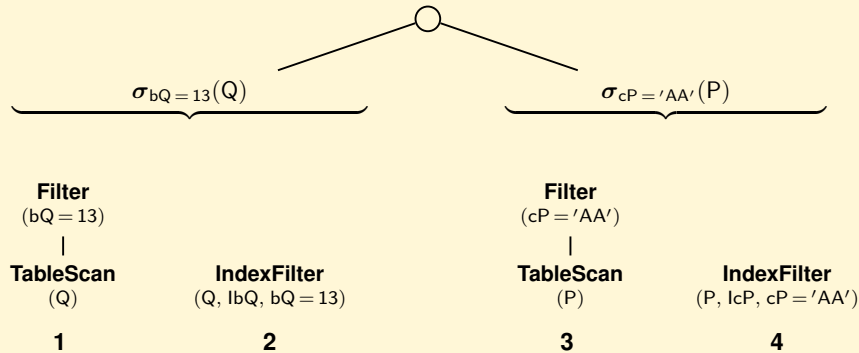 σbQ = 13(Q) σcP = ′AA′(P)
Filter Filter
(bQ = 13) (cP = ′AA′)
TableScan IndexFilter TableScan IndexFilter
(Q) (Q, IbQ, bQ = 13) (P) (P, IcP, cP = ′AA′)
1 2 3 4